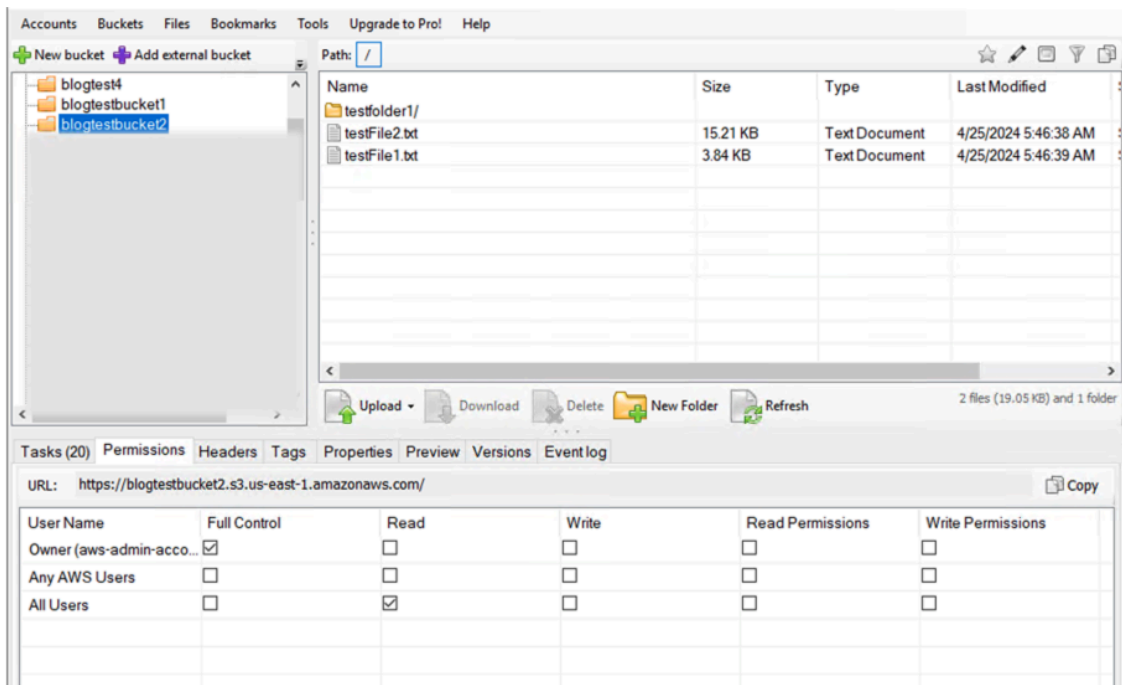 Accounts Buckets Files Bookmarks Tools Upgrade to Pro! Help
New bucket Add external bucket Path: /
blogtest4
blogtestbucket1
blogtestbucket2
Name Size Type Last Modified
testfolder1/
testFile2.txt 15.21 KB Text Document 4/25/2024 5:46:38 AM
testFile1.txt 3.84 KB Text Document 4/25/2024 5:46:39 AM
Upload Download Delete New Folder Refresh 2 files (19.05 KB) and 1 folder
Tasks (20) Permissions Headers Tags Properties Preview Versions Event log
URL: https://blogtestbucket2.s3.us-east-1.amazonaws.com/ Copy
User Name Full Control Read Write Read Permissions Write Permissions
Owner (aws-admin-acco...
Any AWS Users
All Users